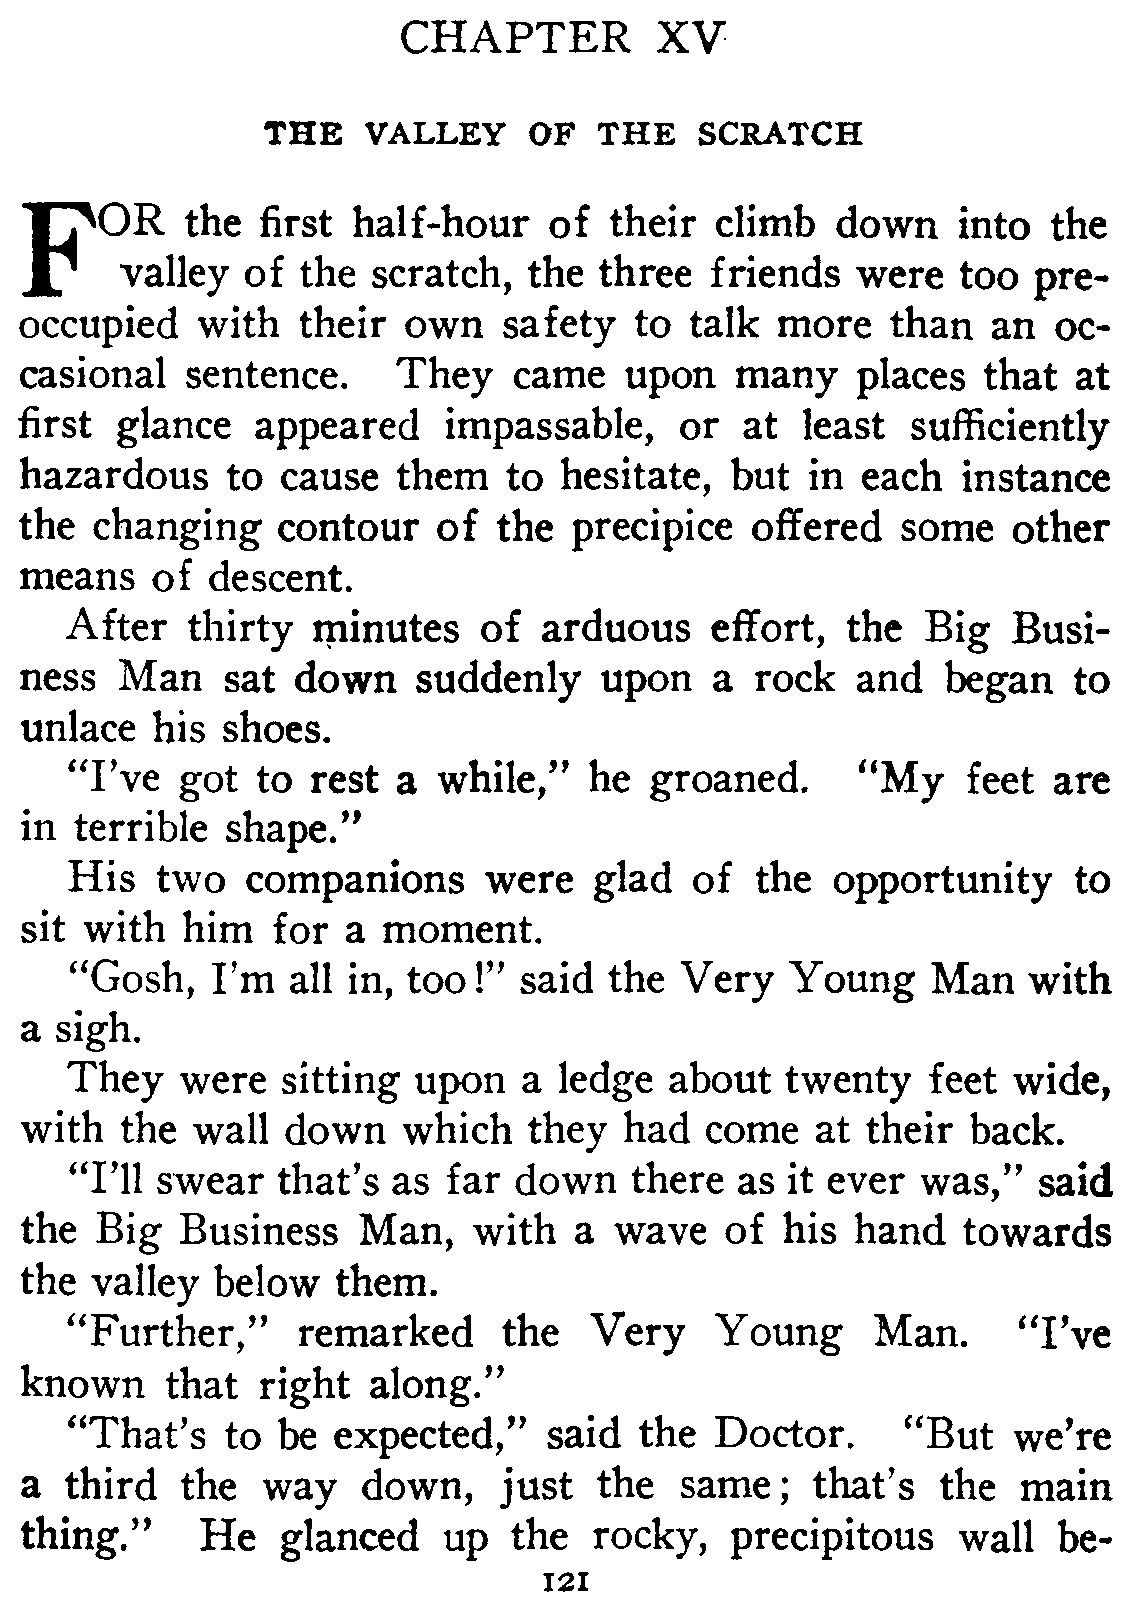 CHAPTER XV
THE VALLEY OF THE SCRATCH
FOR the first half-hour of their climb down into the
valley of the scratch, the three friends were too pre-
occupied with their own safety to talk more than an oc-
casional sentence. They came upon many places that at
first glance appeared impassable, or at least sufficiently
hazardous to cause them to hesitate, but in each instance
the changing contour of the precipice offered some other
means of descent.
After thirty minutes of arduous effort, the Big Busi-
ness Man sat down suddenly upon a rock and began to
unlace his shoes.
“I’ve got to rest a while,” he groaned. “My feet are
in terrible shape.”
His two companions were glad of the opportunity to
sit with him for a moment.
“Gosh, I’m all in, too!” said the Very Young Man with
a sigh.
They were sitting upon a ledge about twenty feet wide,
with the wall down which they had come at their back.
“I’ll swear that’s as far down there as it ever was,” said
the Big Business Man, with a wave of his hand towards
the valley below them.
“Further,” remarked the Very Young Man. “I’ve
known that right along.”
“That’s to be expected,” said the Doctor. “But we’re
a third the way down, just the same; that’s the main
thing.” He glanced up the rocky, precipitous wall be-
121